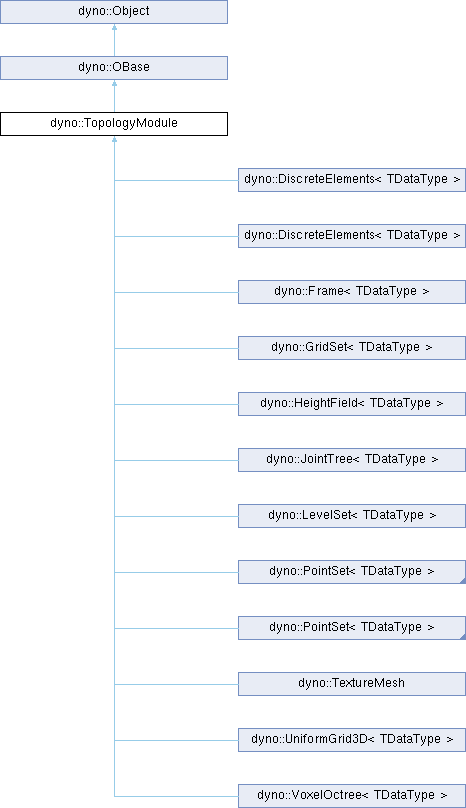 dyno::Object
dyno::OBase
dyno::TopologyModule
dyno::DiscreteElements< TDataType >
dyno::DiscreteElements< TDataType >
dyno::Frame< TDataType >
dyno::GridSet< TDataType >
dyno::HeightField< TDataType >
dyno::JointTree< TDataType >
dyno::LevelSet< TDataType >
dyno::PointSet< TDataType >
dyno::PointSet< TDataType >
dyno::TextureMesh
dyno::UniformGrid3D< TDataType >
dyno::VoxelOctree< TDataType >